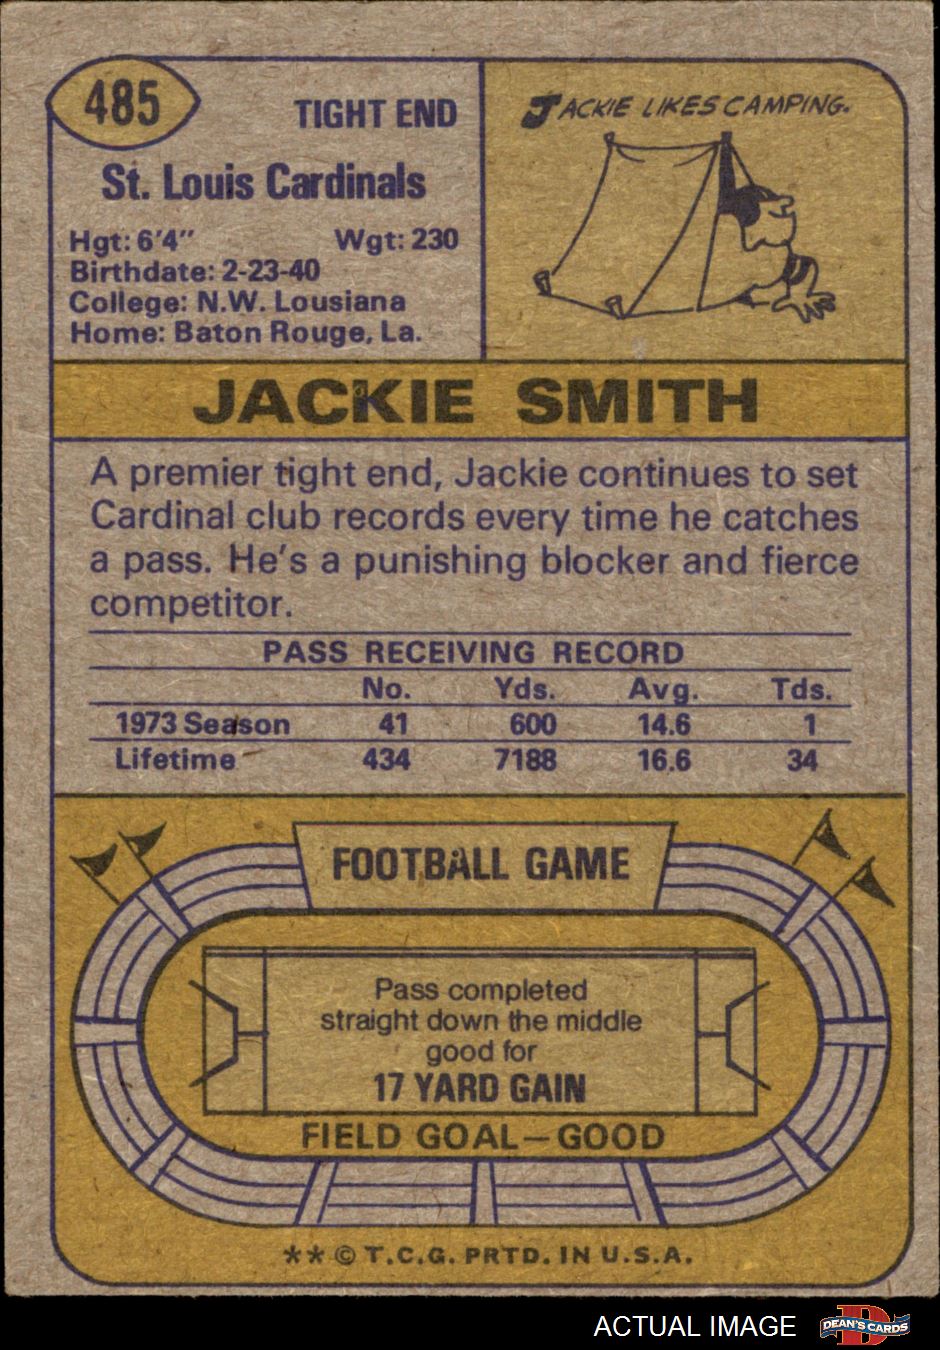 485
TIGHT END
St. Louis Cardinals
Hgt: 6'4" Wgt: 230
Birthdate: 2-23-40
College: N.W. Lousiana
Home: Baton Rouge, La.
JACKIE LIKES CAMPING.
JACKIE SMITH
A premier tight end, Jackie continues to set
Cardinal club records every time he catches
a pass. He's a punishing blocker and fierce
competitor.
PASS RECEIVING RECORD
No. Yds. Avg. Tds.
1973 Season 41 600 14.6 1
Lifetime 434 7188 16.6 34
FOOTBALL GAME
Pass completed
straight down the middle
good for
17 YARD GAIN
FIELD GOAL—GOOD
** © T.C.G. PRTD. IN U.S.A.
ACTUAL IMAGE
D
DEAN'S CARDS